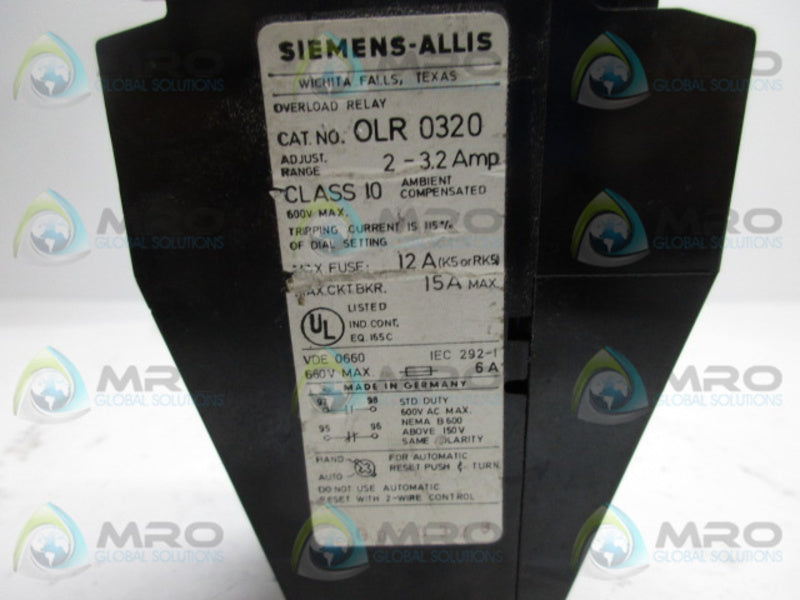 SIEMENS-ALLIS
WICHITA FALLS, TEXAS
OVERLOAD RELAY
CAT. NO. OLR 0320
ADJUST. RANGE 2 - 3.2 Amp
CLASS 10 AMBIENT COMPENSATED
600V MAX.
TRIPPING CURRENT IS 115%
OF DIAL SETTING
FUSE: 12 A (K5 or RK5)
MAX.CKT.BKR. 15A MAX.
UL
LISTED
IND. CONT.
EQ. 165C
VDE 0660 IEC 292-1
660V MAX. 6 A
MADE IN GERMANY
97 98 STD DUTY
600V AC MAX.
NEMA B600
95 96 ABOVE 150V
SAME POLARITY
HAND FOR AUTOMATIC
RESET PUSH & TURN
AUTO
DO NOT USE AUTOMATIC
RESET WITH 2-WIRE CONTROL
MRO
GLOBAL SOLUTIONS